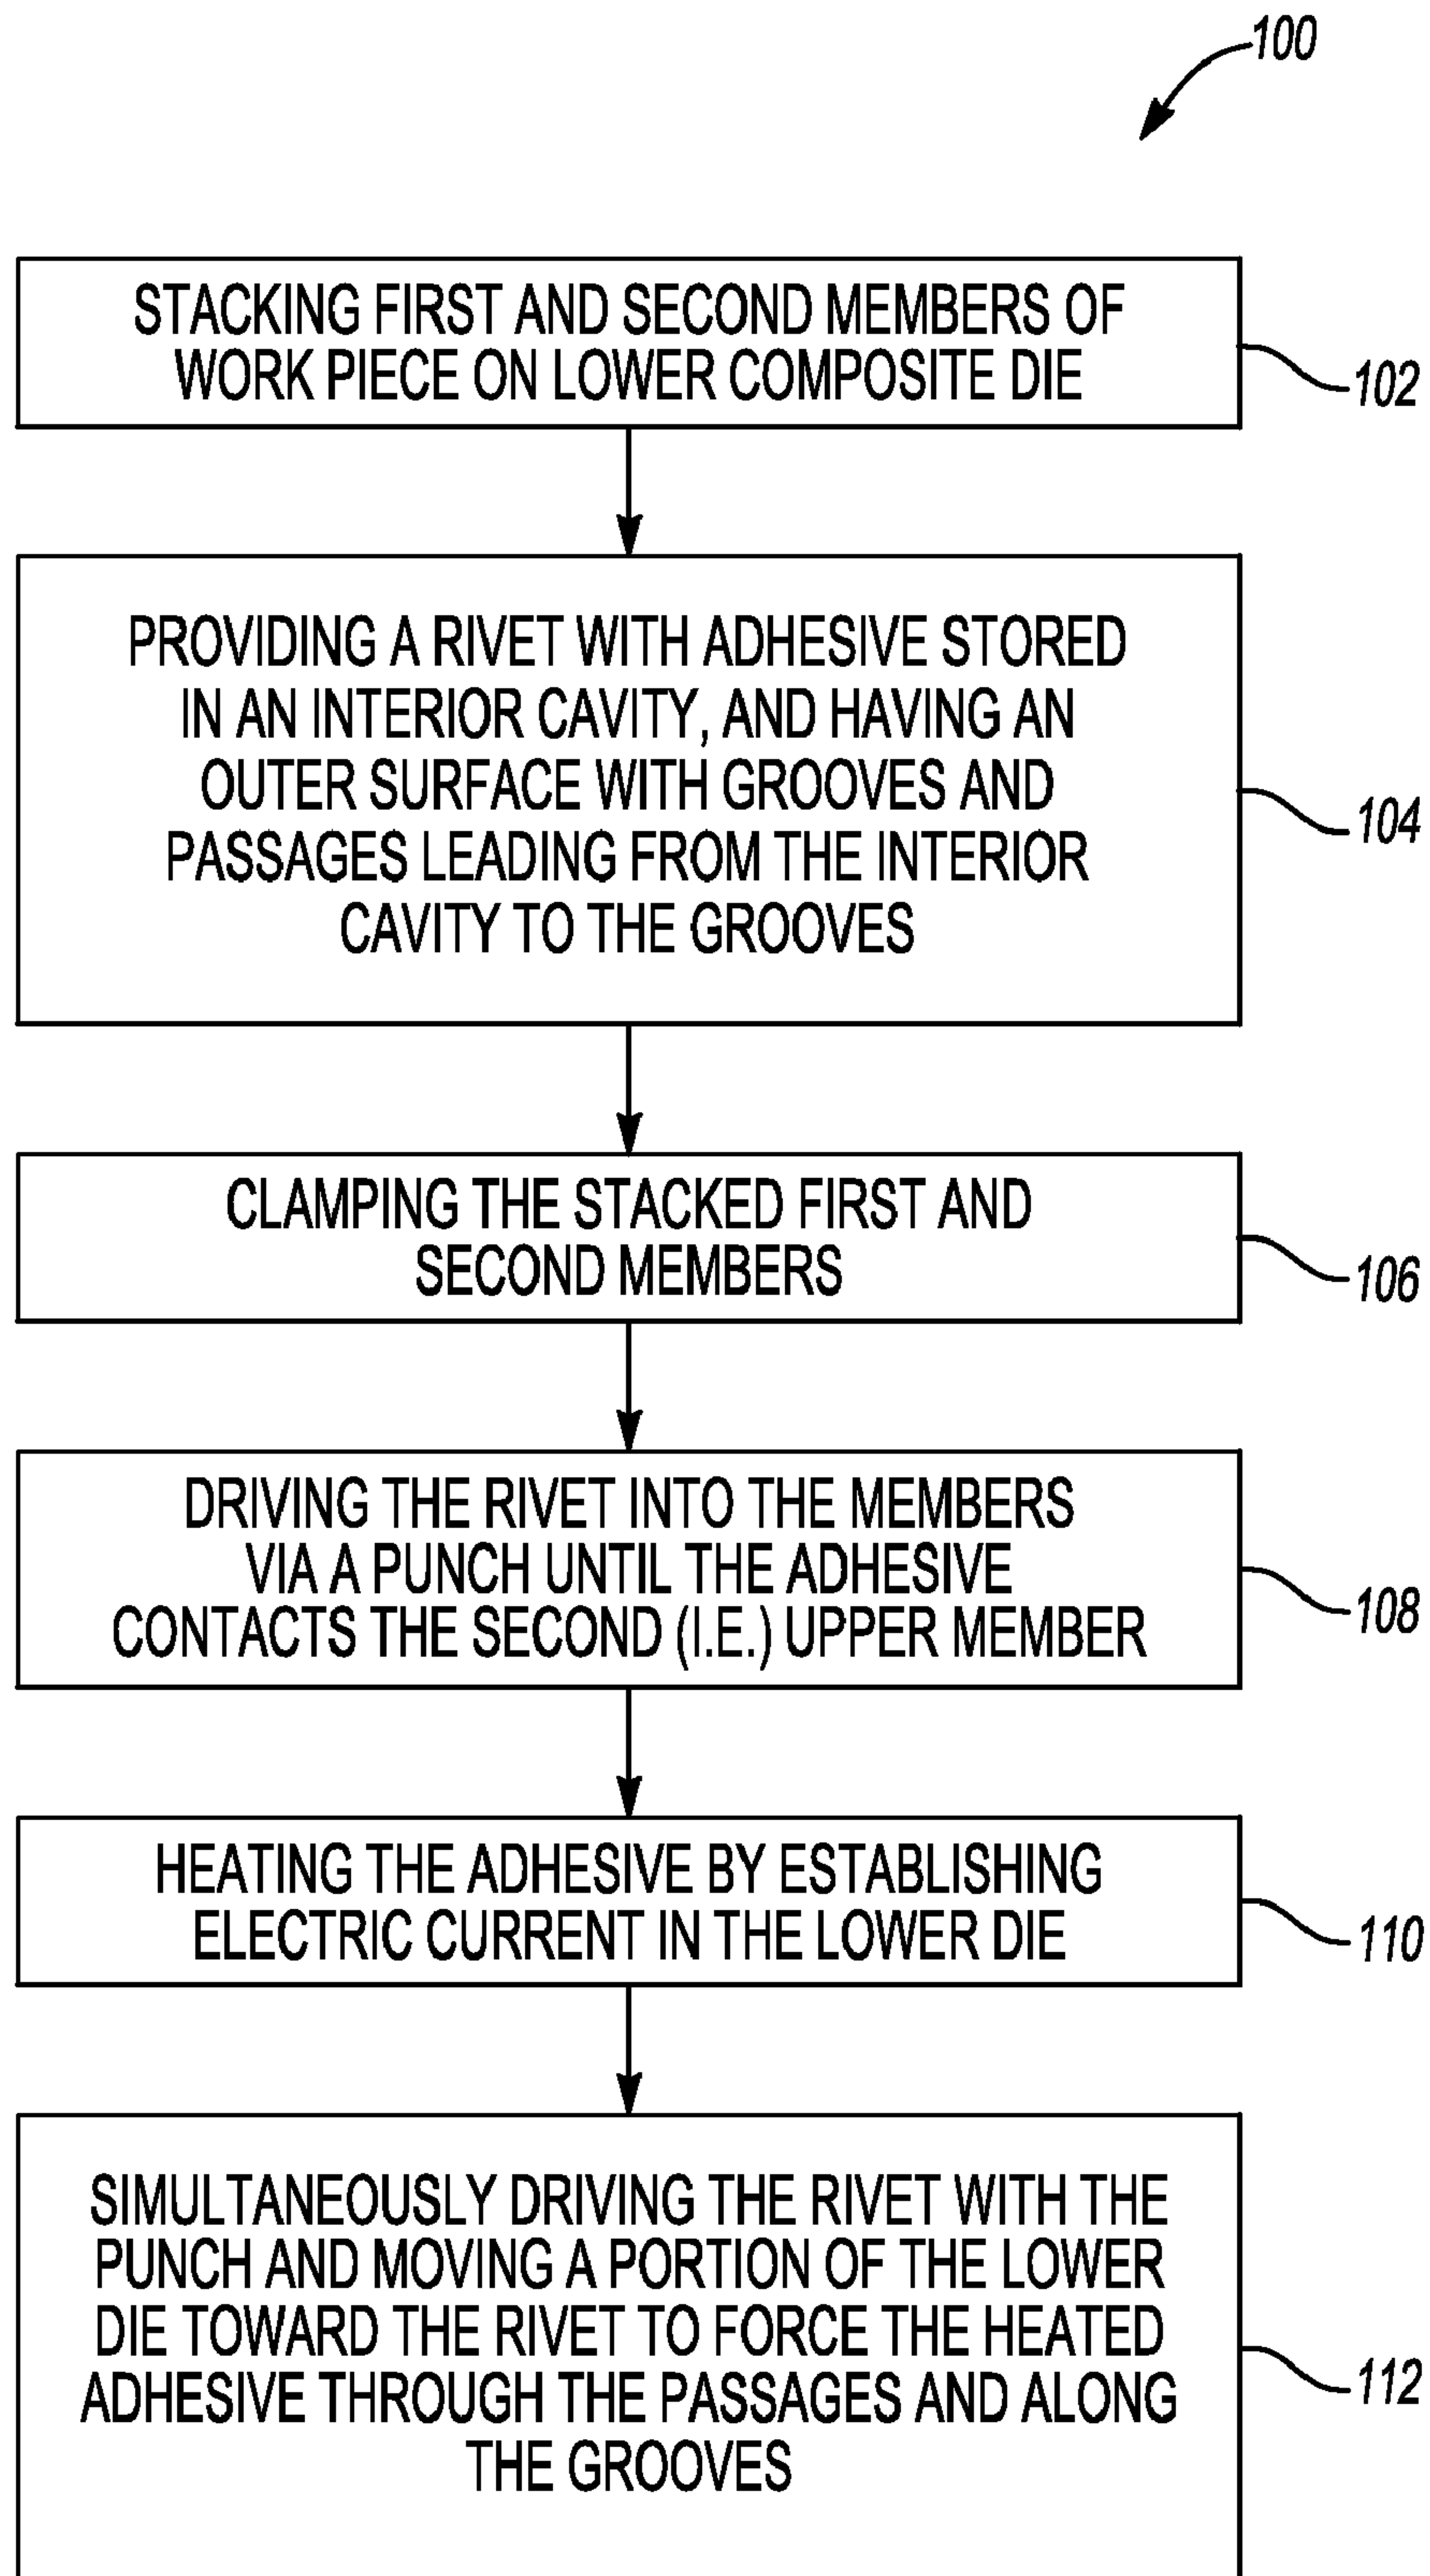 100
STACKING FIRST AND SECOND MEMBERS OF
WORK PIECE ON LOWER COMPOSITE DIE
102
PROVIDING A RIVET WITH ADHESIVE STORED
IN AN INTERIOR CAVITY, AND HAVING AN
OUTER SURFACE WITH GROOVES AND
PASSAGES LEADING FROM THE INTERIOR
CAVITY TO THE GROOVES
104
CLAMPING THE STACKED FIRST AND
SECOND MEMBERS
106
DRIVING THE RIVET INTO THE MEMBERS
VIA A PUNCH UNTIL THE ADHESIVE
CONTACTS THE SECOND (I.E.) UPPER MEMBER
108
HEATING THE ADHESIVE BY ESTABLISHING
ELECTRIC CURRENT IN THE LOWER DIE
110
SIMULTANEOUSLY DRIVING THE RIVET WITH THE
PUNCH AND MOVING A PORTION OF THE LOWER
DIE TOWARD THE RIVET TO FORCE THE HEATED
ADHESIVE THROUGH THE PASSAGES AND ALONG
THE GROOVES
112